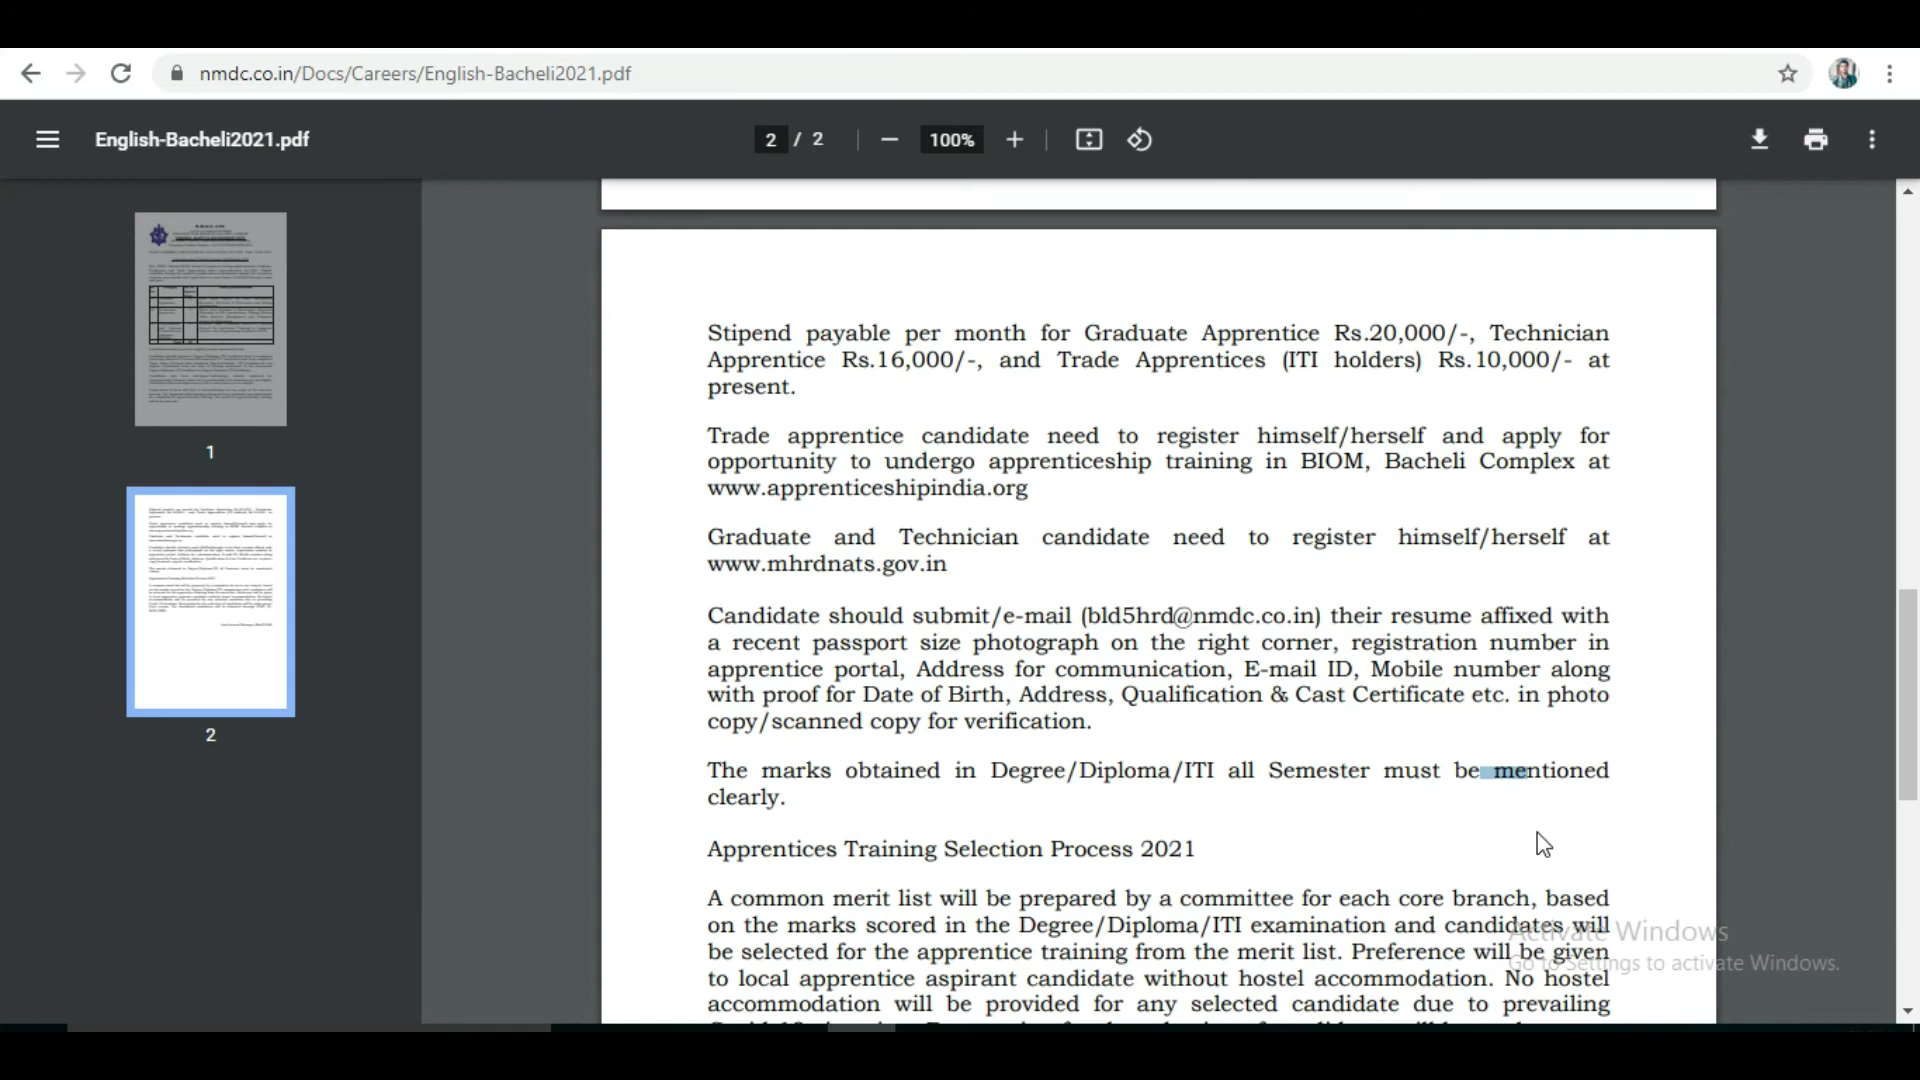 nmdc.co.in/Docs/Careers/English-Bacheli2021.pdf
English-Bacheli2021.pdf
2 / 2
100%
1
2
Stipend payable per month for Graduate Apprentice Rs.20,000/-, Technician
Apprentice Rs.16,000/-, and Trade Apprentices (ITI holders) Rs.10,000/- at
present.
Trade apprentice candidate need to register himself/herself and apply for
opportunity to undergo apprenticeship training in BIOM, Bacheli Complex at
www.apprenticeshipindia.org
Graduate and Technician candidate need to register himself/herself at
www.mhrdnats.gov.in
Candidate should submit/e-mail (bld5hrd@nmdc.co.in) their resume affixed with
a recent passport size photograph on the right corner, registration number in
apprentice portal, Address for communication, E-mail ID, Mobile number along
with proof for Date of Birth, Address, Qualification & Cast Certificate etc. in photo
copy/scanned copy for verification.
The marks obtained in Degree/Diploma/ITI all Semester must be mentioned
clearly.
Apprentices Training Selection Process 2021
A common merit list will be prepared by a committee for each core branch, based
on the marks scored in the Degree/Diploma/ITI examination and candidates will
be selected for the apprentice training from the merit list. Preference will be given
to local apprentice aspirant candidate without hostel accommodation. No hostel
accommodation will be provided for any selected candidate due to prevailing
Activate Windows
Go to Settings to activate Windows.